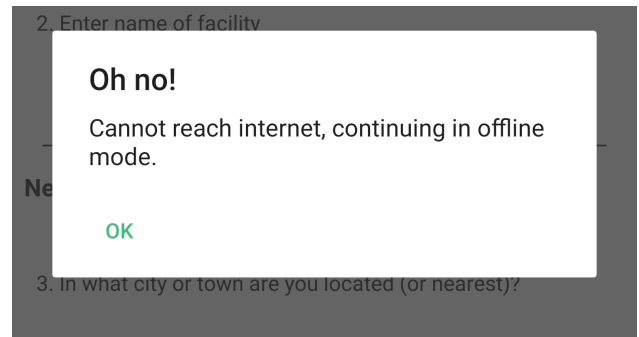 2. Enter name of facility
Oh no!
Cannot reach internet, continuing in offline
mode.
Ne
OK
3. In what city or town are you located (or nearest)?